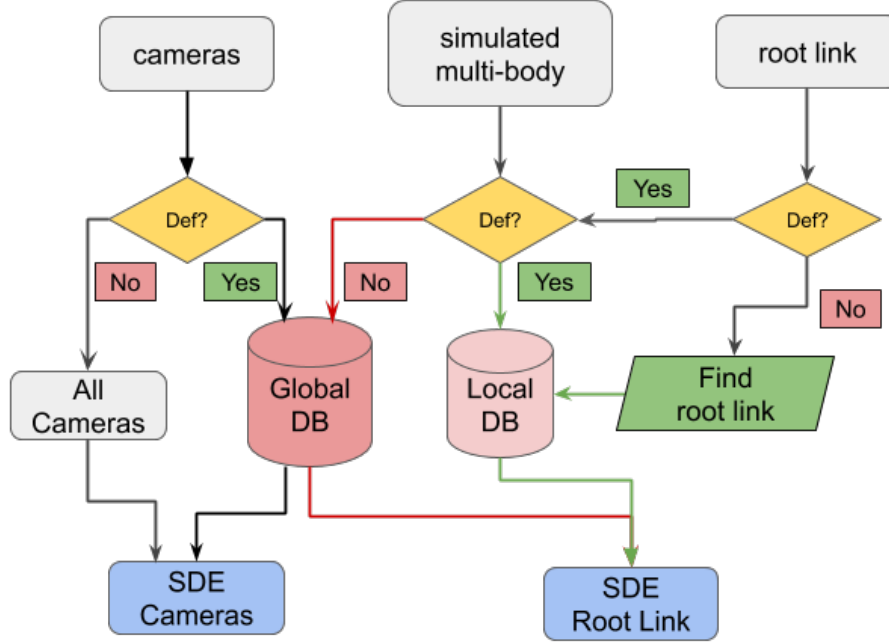 cameras
simulated
multi-body
root link
Def?
Def?
Def?
Yes
No
Yes
No
Yes
No
All
Cameras
Global
DB
Local
DB
Find
root link
SDE
Cameras
SDE
Root Link